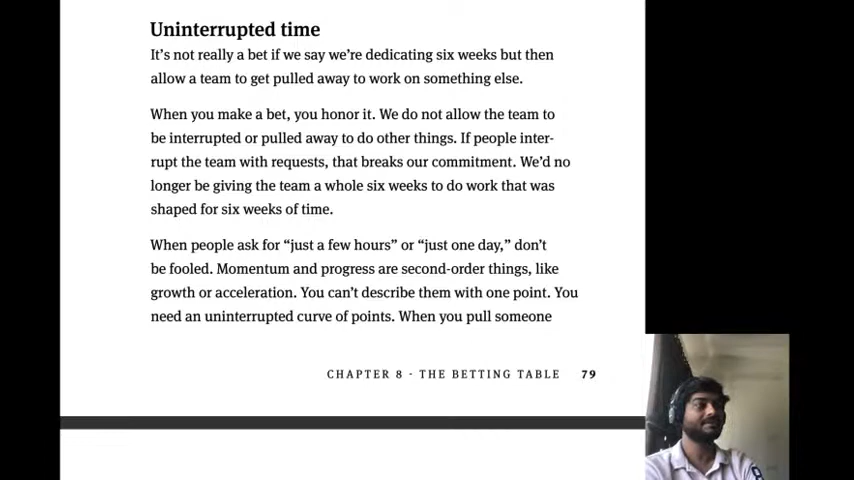 Uninterrupted time
It’s not really a bet if we say we’re dedicating six weeks but then
allow a team to get pulled away to work on something else.
When you make a bet, you honor it. We do not allow the team to
be interrupted or pulled away to do other things. If people inter-
rupt the team with requests, that breaks our commitment. We’d no
longer be giving the team a whole six weeks to do work that was
shaped for six weeks of time.
When people ask for “just a few hours” or “just one day,” don’t
be fooled. Momentum and progress are second-order things, like
growth or acceleration. You can’t describe them with one point. You
need an uninterrupted curve of points. When you pull someone
CHAPTER 8 - THE BETTING TABLE 79